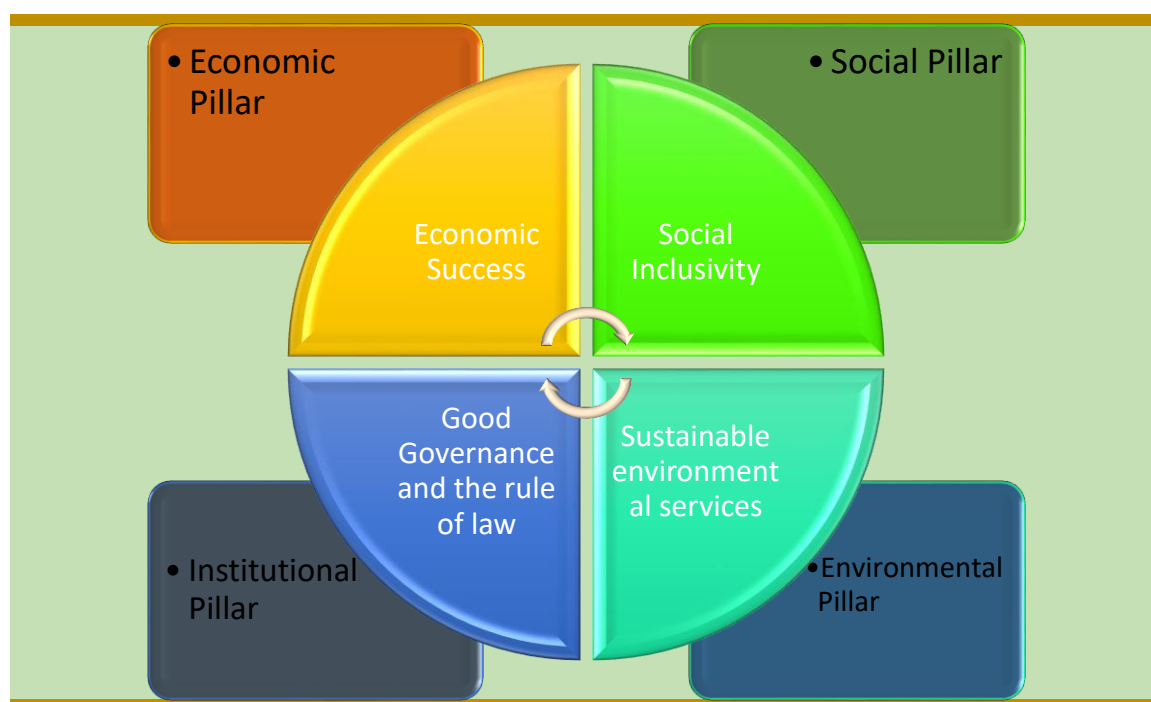 • Economic
Pillar
• Social Pillar
Economic
Success
Social
Inclusivity
Good
Governance
and the rule
of law
Sustainable
environment
al services
• Institutional
Pillar
•Environmental
Pillar